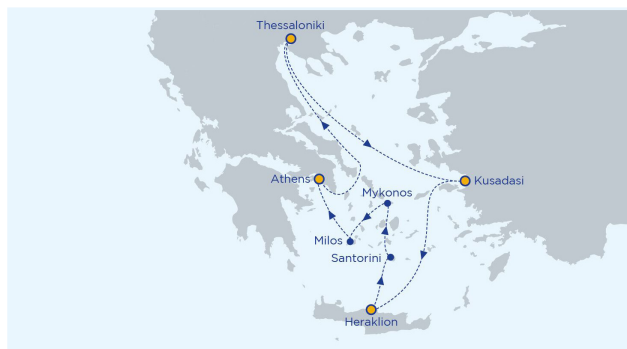 Thessaloniki
Athens
Kusadasi
Mykonos
Milos
Santorini
Heraklion